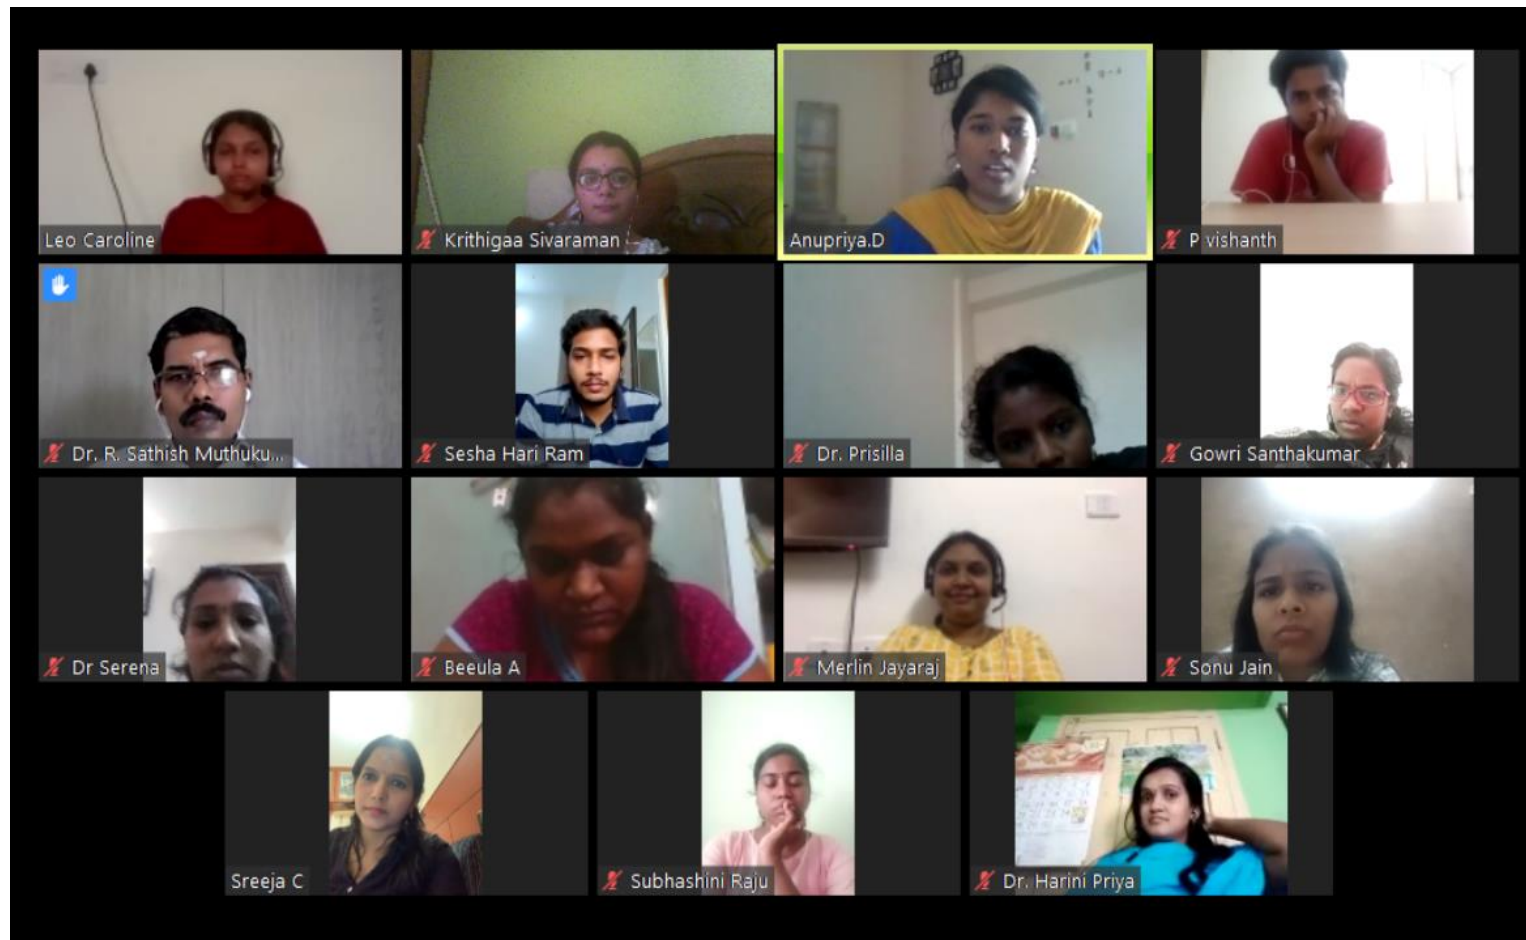 Leo Caroline
Krithigaa Sivaraman
Anupriya.D
P vishanth
Dr. R. Sathish Muthuku...
Sesha Hari Ram
Dr. Prisilla
Gowri Santhakumar
Dr Serena
Beeula A
Merlin Jayaraj
Sonu Jain
Sreeja C
Subhashini Raju
Dr. Harini Priya